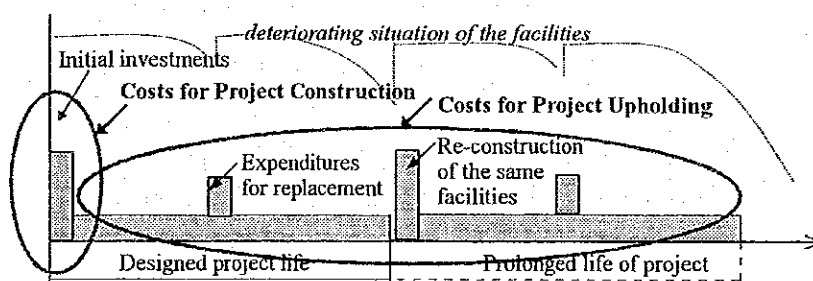 deteriorating situation of the facilities
Initial investments
Costs for Project Construction
Costs for Project Upholding
Expenditures
for replacement
Re-construction
of the same
facilities
Designed project life
Prolonged life of project